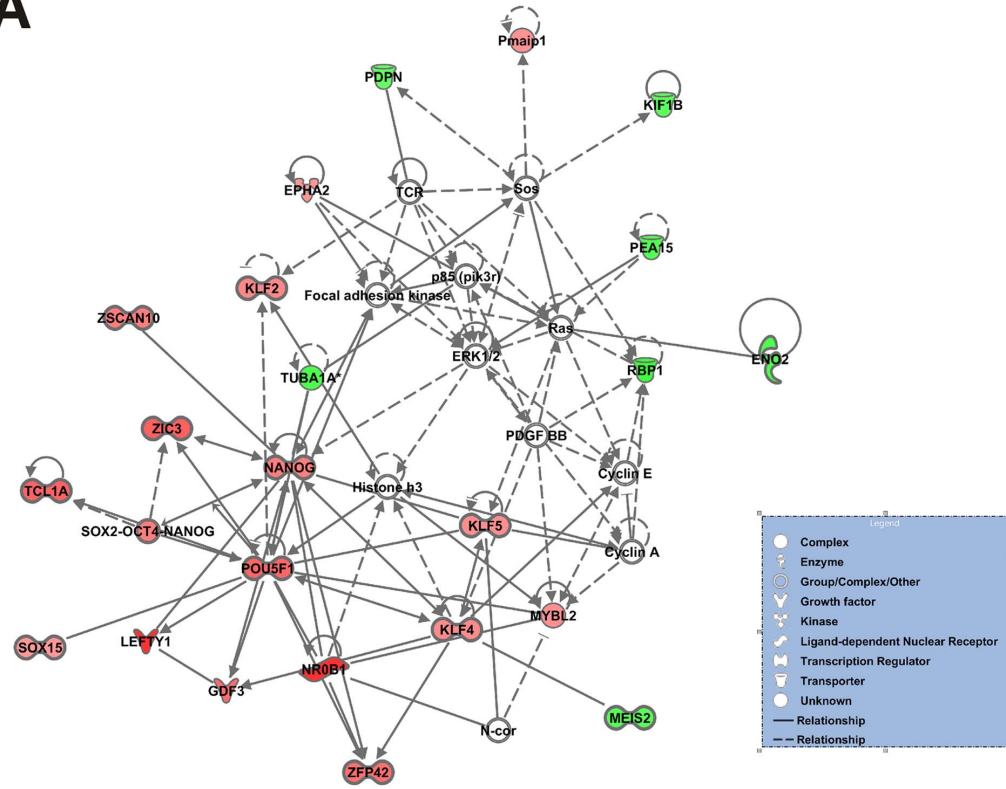 A
Pmaip1
PDPN
KIF1B
EPHA2
TCR
Sos
PEA15
p85 (pik3r)
KLF2
Focal adhesion kinase
ZSCAN10
Ras
ERK1/2
ENO2
TUBA1A*
RBP1
ZIC3
PDGF BB
NANOG
Cyclin E
Histone h3
TCL1A
KLF5
SOX2-OCT4-NANOG
Cyclin A
POU5F1
MYBL2
KLF4
LEFTY1
SOX15
NR0B1
GDF3
MEIS2
N-cor
ZFP42
Legend
Complex
Enzyme
Group/Complex/Other
Growth factor
Kinase
Ligand-dependent Nuclear Receptor
Transcription Regulator
Transporter
Unknown
Relationship
Relationship